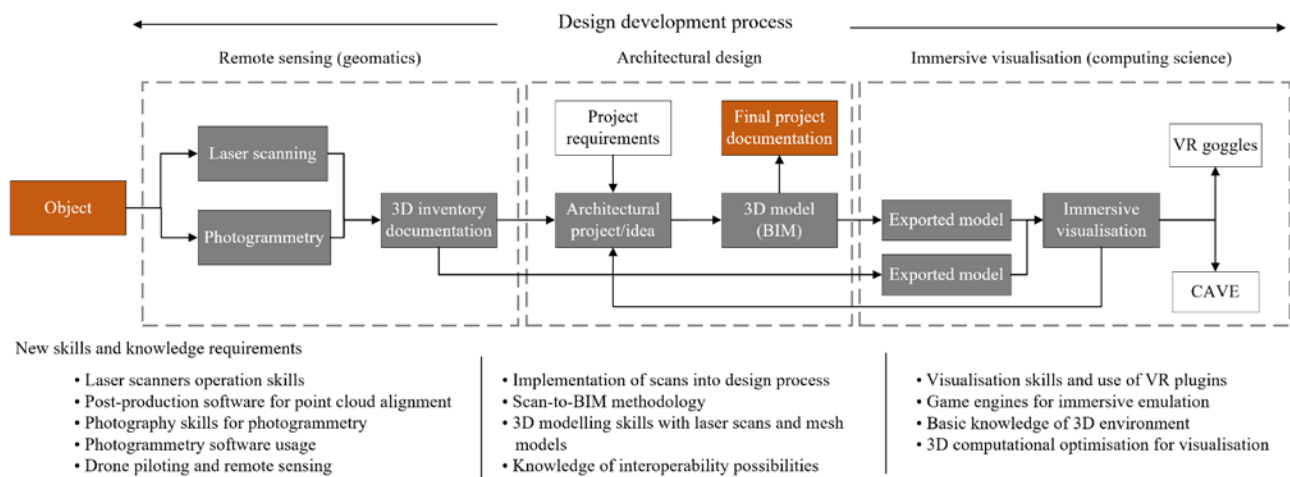 Design development process
Remote sensing (geomatics)
Architectural design
Immersive visualisation (computing science)
Object
Laser scanning
Photogrammetry
3D inventory
documentation
Project
requirements
Architectural
project/idea
Final project
documentation
3D model
(BIM)
Exported model
Exported model
Immersive
visualisation
VR goggles
CAVE
New skills and knowledge requirements
• Laser scanners operation skills
• Post-production software for point cloud alignment
• Photography skills for photogrammetry
• Photogrammetry software usage
• Drone piloting and remote sensing
• Implementation of scans into design process
• Scan-to-BIM methodology
• 3D modelling skills with laser scans and mesh
models
• Knowledge of interoperability possibilities
• Visualisation skills and use of VR plugins
• Game engines for immersive emulation
• Basic knowledge of 3D environment
• 3D computational optimisation for visualisation